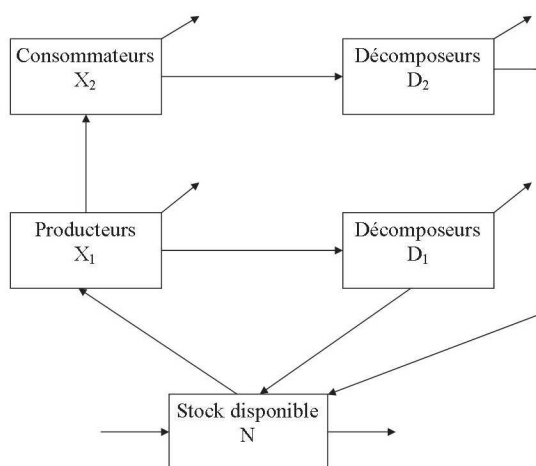 Consommateurs
X₂
Décomposeurs
D₂
Producteurs
X₁
Décomposeurs
D₁
Stock disponible
N